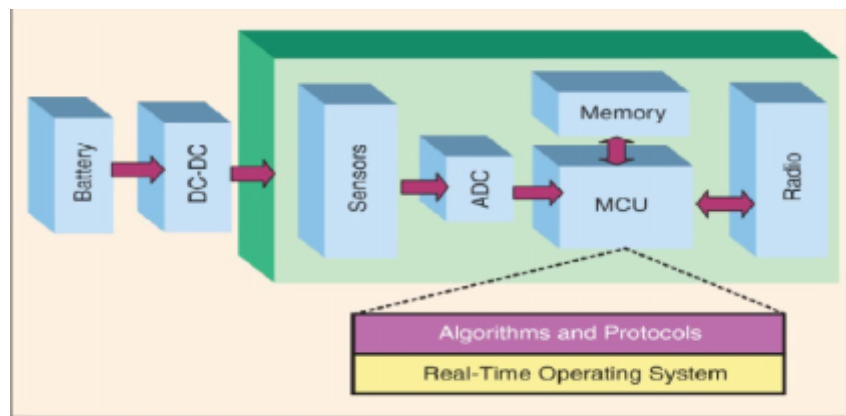 Battery
DC-DC
Sensors
ADC
Memory
MCU
Radio
Algorithms and Protocols
Real-Time Operating System